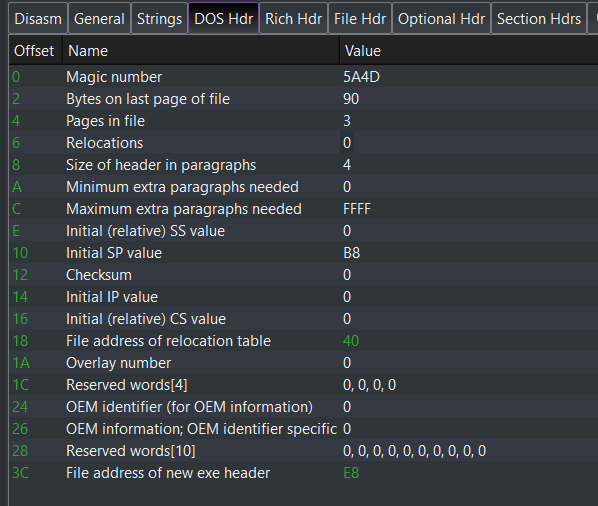 Disasm General Strings DOS Hdr Rich Hdr File Hdr Optional Hdr Section Hdrs
Offset Name Value
0 Magic number 5A4D
2 Bytes on last page of file 90
4 Pages in file 3
6 Relocations 0
8 Size of header in paragraphs 4
A Minimum extra paragraphs needed 0
C Maximum extra paragraphs needed FFFF
E Initial (relative) SS value 0
10 Initial SP value B8
12 Checksum 0
14 Initial IP value 0
16 Initial (relative) CS value 0
18 File address of relocation table 40
1A Overlay number 0
1C Reserved words[4] 0, 0, 0, 0
24 OEM identifier (for OEM information) 0
26 OEM information; OEM identifier specific 0
28 Reserved words[10] 0, 0, 0, 0, 0, 0, 0, 0, 0, 0
3C File address of new exe header E8